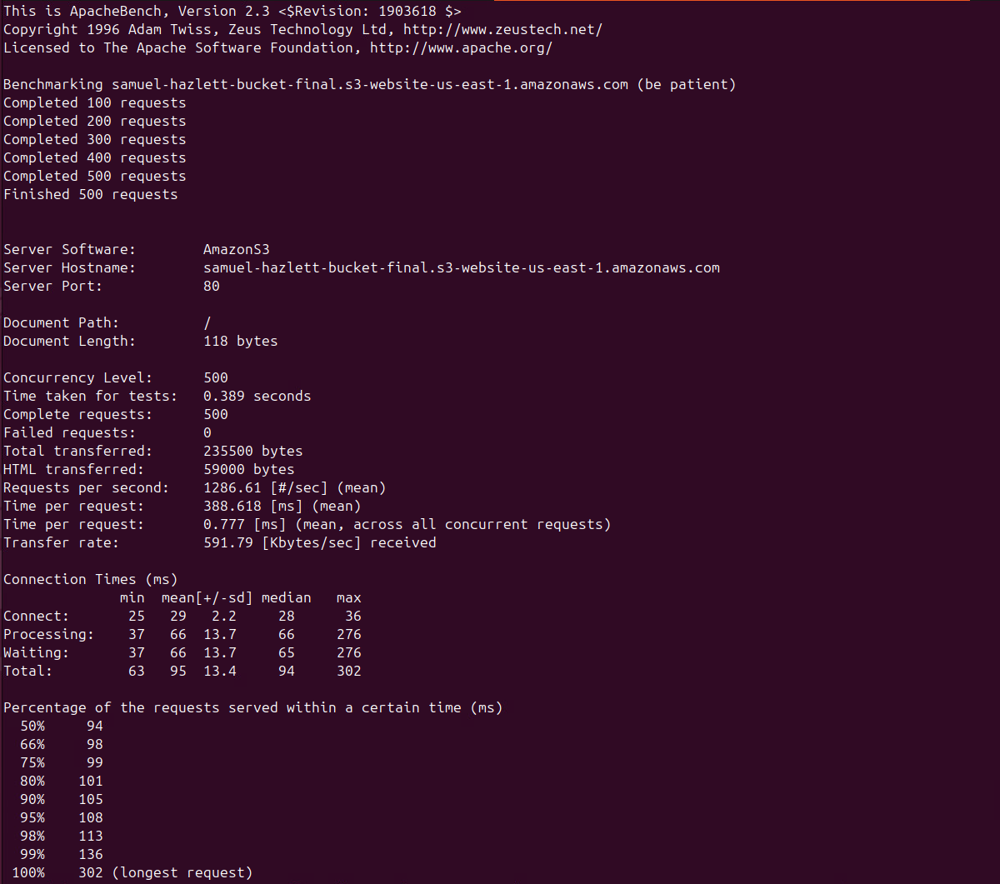 This is ApacheBench, Version 2.3 <$Revision: 1903618 $>
Copyright 1996 Adam Twiss, Zeus Technology Ltd, http://www.zeustech.net/
Licensed to The Apache Software Foundation, http://www.apache.org/

Benchmarking samuel-hazlett-bucket-final.s3-website-us-east-1.amazonaws.com (be patient)
Completed 100 requests
Completed 200 requests
Completed 300 requests
Completed 400 requests
Completed 500 requests
Finished 500 requests


Server Software:        AmazonS3
Server Hostname:        samuel-hazlett-bucket-final.s3-website-us-east-1.amazonaws.com
Server Port:            80

Document Path:          /
Document Length:        118 bytes

Concurrency Level:      500
Time taken for tests:   0.389 seconds
Complete requests:      500
Failed requests:        0
Total transferred:      235500 bytes
HTML transferred:       59000 bytes
Requests per second:    1286.61 [#/sec] (mean)
Time per request:       388.618 [ms] (mean)
Time per request:       0.777 [ms] (mean, across all concurrent requests)
Transfer rate:          591.79 [Kbytes/sec] received

Connection Times (ms)
              min  mean[+/-sd] median   max
Connect:       25   29   2.2     28      36
Processing:    37   66  13.7     66     276
Waiting:       37   66  13.7     65     276
Total:         63   95  13.4     94     302

Percentage of the requests served within a certain time (ms)
  50%     94
  66%     98
  75%     99
  80%    101
  90%    105
  95%    108
  98%    113
  99%    136
 100%    302 (longest request)